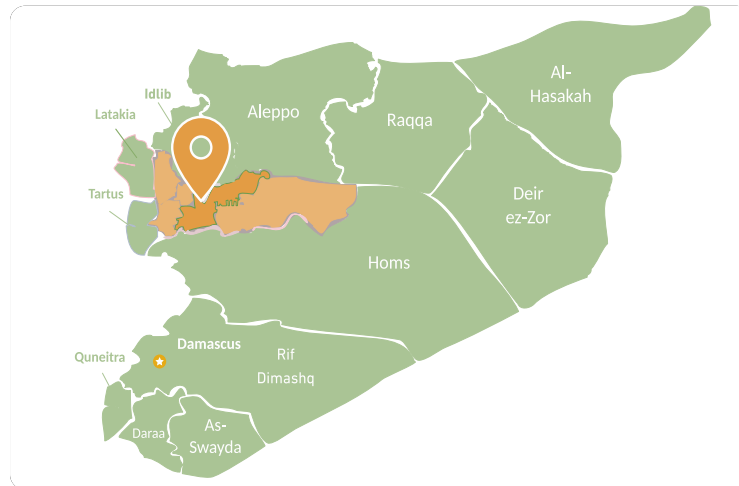 Al-
Hasakah
Idlib
Latakia
Aleppo
Raqqa
Tartus
Deir
ez-Zor
Homs
Damascus
Quneitra
Rif
Dimashq
Daraa
As-
Swayda